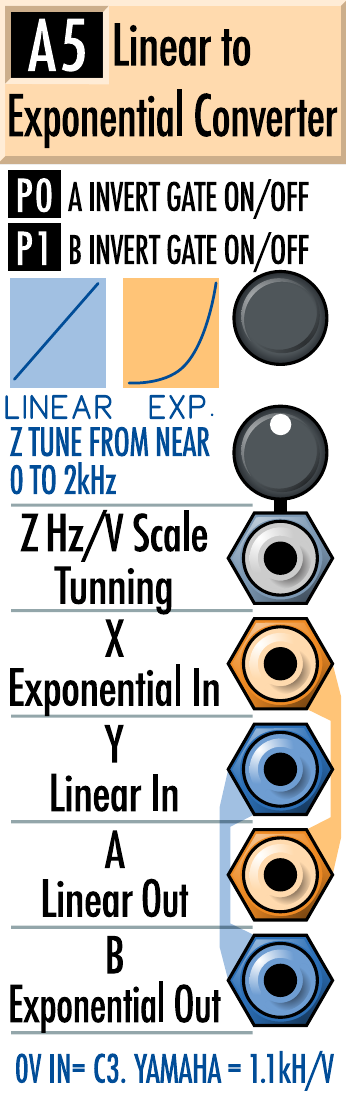 A5 Linear to
Exponential Converter
P0 A INVERT GATE ON/OFF
P1 B INVERT GATE ON/OFF
LINEAR EXP.
Z TUNE FROM NEAR
0 TO 2kHz
Z Hz/V Scale
Tunning
X
Exponential In
Y
Linear In
A
Linear Out
B
Exponential Out
0V IN= C3. YAMAHA = 1.1kH/V